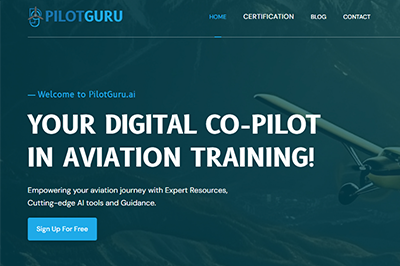 PILOTGURU
HOME CERTIFICATION BLOG CONTACT
— Welcome to PilotGuru.ai
YOUR DIGITAL CO-PILOT
IN AVIATION TRAINING!
Empowering your aviation journey with Expert Resources,
Cutting-edge AI tools and Guidance.
Sign Up For Free